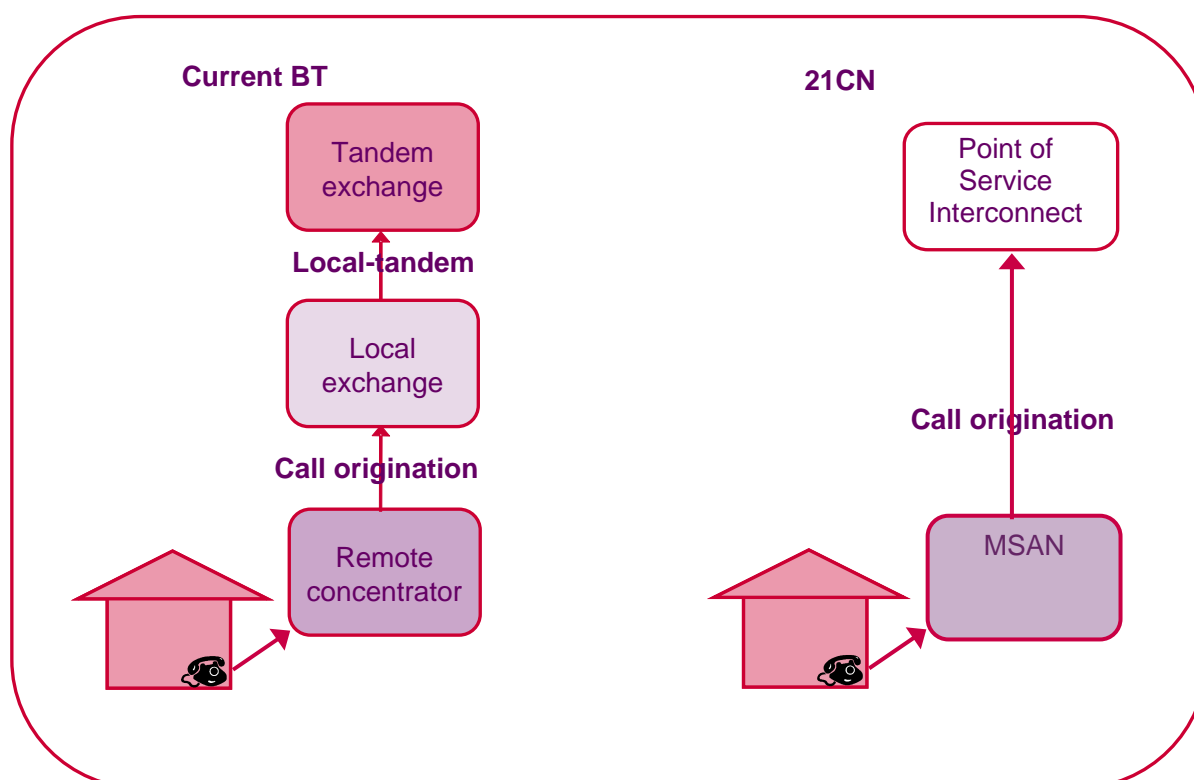 Current BT
Tandem
exchange
Local-tandem
Local
exchange
Call origination
Remote
concentrator
21CN
Point of
Service
Interconnect
Call origination
MSAN